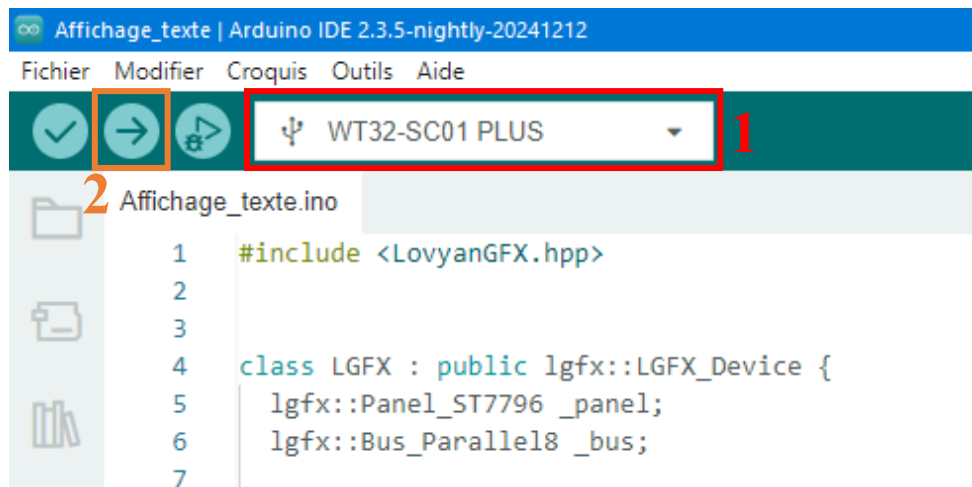 Affichage_texte | Arduino IDE 2.3.5-nightly-20241212
Fichier Modifier Croquis Outils Aide
WT32-SC01 PLUS 1
2 Affichage_texte.ino
1 #include <LovyanGFX.hpp>
2
3
4 class LGFX : public lgfx::LGFX_Device {
5 lgfx::Panel_ST7796 _panel;
6 lgfx::Bus_Parallel8 _bus;
7